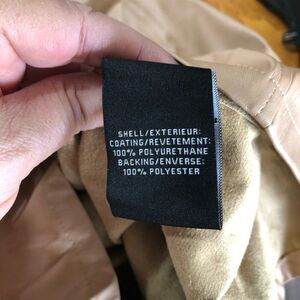 SHELL/EXTERIEUR:
COATING/REVETEMENT:
100% POLYURETHANE
BACKING/ENVERSE:
100% POLYESTER